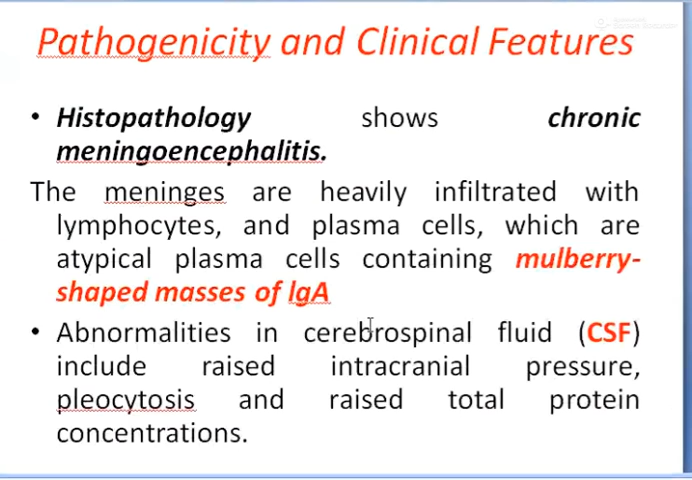 Pathogenicity and Clinical Features
• Histopathology shows chronic
meningoencephalitis.
The meninges are heavily infiltrated with
lymphocytes, and plasma cells, which are
atypical plasma cells containing mulberry-
shaped masses of IgA
• Abnormalities in cerebrospinal fluid (CSF)
include raised intracranial pressure,
pleocytosis and raised total protein
concentrations.